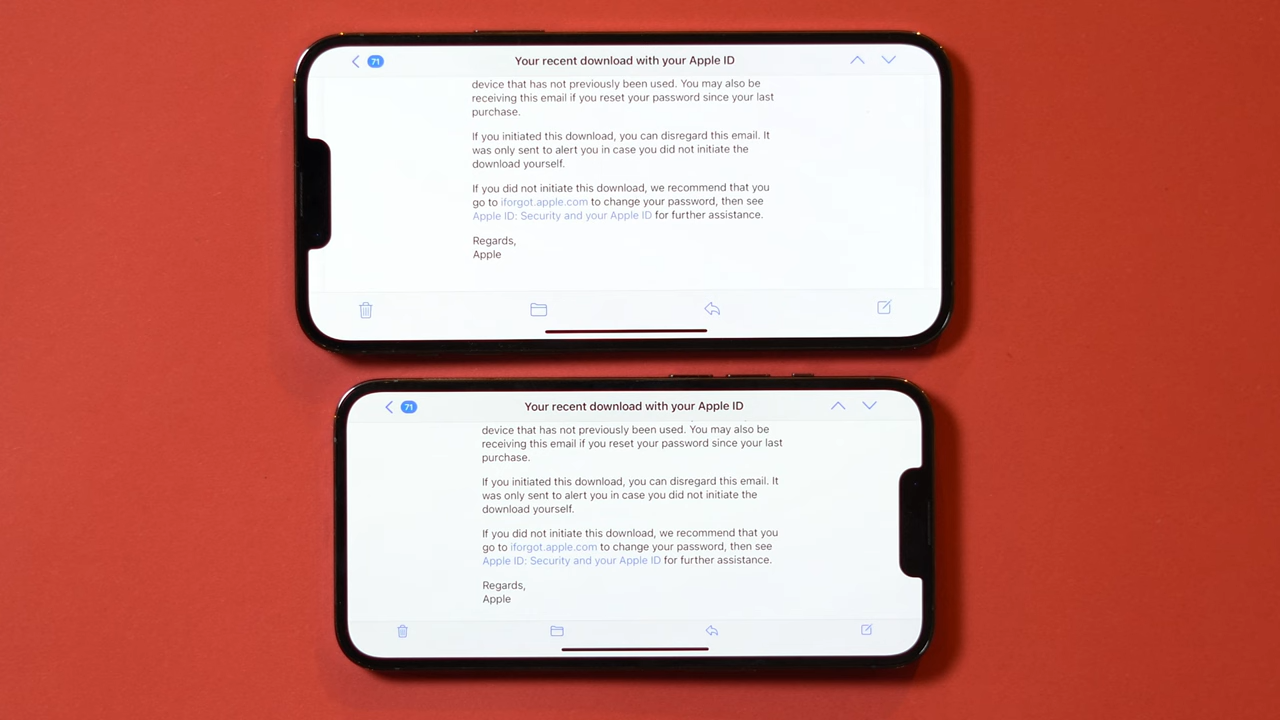 71
Your recent download with your Apple ID
device that has not previously been used. You may also be
receiving this email if you reset your password since your last
purchase.
If you initiated this download, you can disregard this email. It
was only sent to alert you in case you did not initiate the
download yourself.
If you did not initiate this download, we recommend that you
go to iforgot.apple.com to change your password, then see
Apple ID: Security and your Apple ID for further assistance.
Regards,
Apple
71
Your recent download with your Apple ID
device that has not previously been used. You may also be
receiving this email if you reset your password since your last
purchase.
If you initiated this download, you can disregard this email. It
was only sent to alert you in case you did not initiate the
download yourself.
If you did not initiate this download, we recommend that you
go to iforgot.apple.com to change your password, then see
Apple ID: Security and your Apple ID for further assistance.
Regards,
Apple